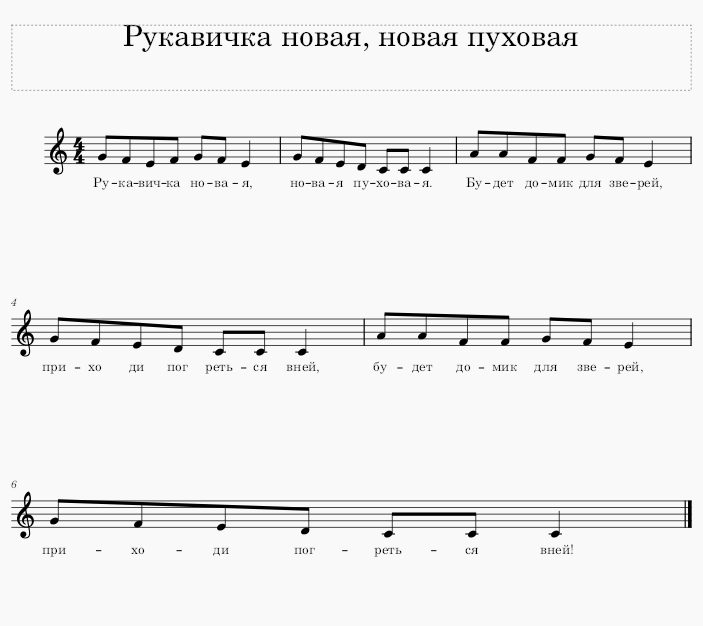 Рукавичка новая, новая пуховая
4
4
Ру-ка-вич-ка но-ва-я, но-ва-я пу-хо-ва-я. Бу-дет до-мик для зве-рей,
4
при-хо ди пог реть-ся вней, бу-дет до-мик для зве-рей,
6
при-хо-ди пог-реть-ся вней!